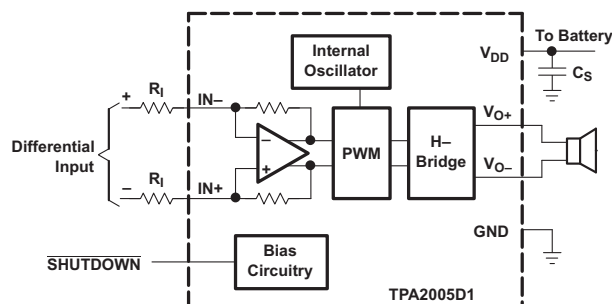 To Battery
Internal
Oscillator
V_DD
C_S
+
R_I
IN–
Differential
Input
–
+
PWM
H–
Bridge
V_O+
V_O–
–
R_I
IN+
GND
SHUTDOWN
Bias
Circuitry
TPA2005D1